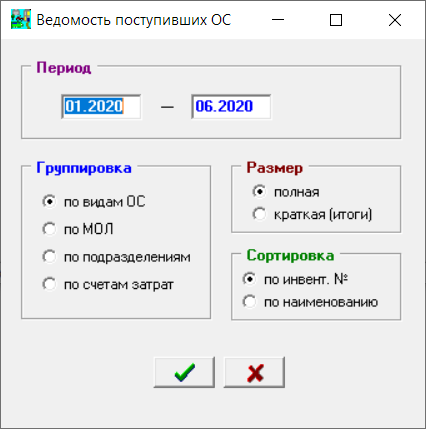 Ведомость поступивших ОС
Период
01.2020 — 06.2020
Группировка
по видам ОС
по МОЛ
по подразделениям
по счетам затрат
Размер
полная
краткая (итоги)
Сортировка
по инвент. №
по наименованию